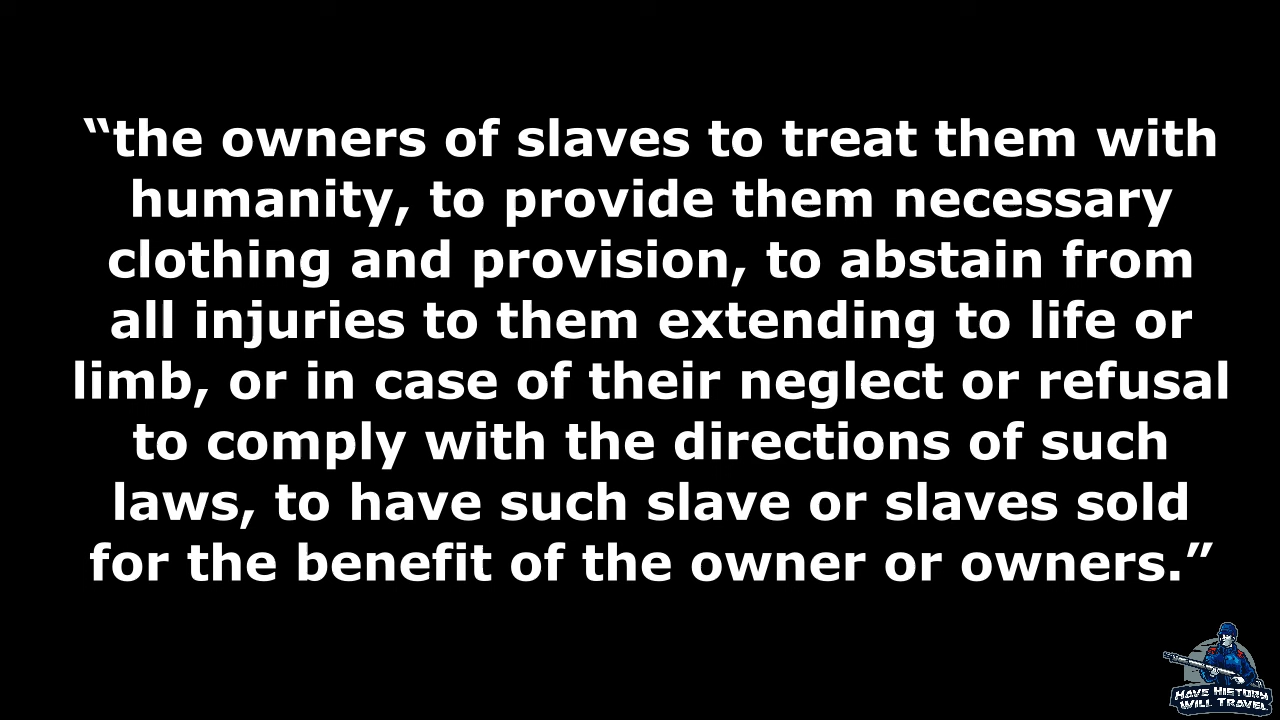 “the owners of slaves to treat them with
humanity, to provide them necessary
clothing and provision, to abstain from
all injuries to them extending to life or
limb, or in case of their neglect or refusal
to comply with the directions of such
laws, to have such slave or slaves sold
for the benefit of the owner or owners.”
HAVE HISTORY
WILL TRAVEL